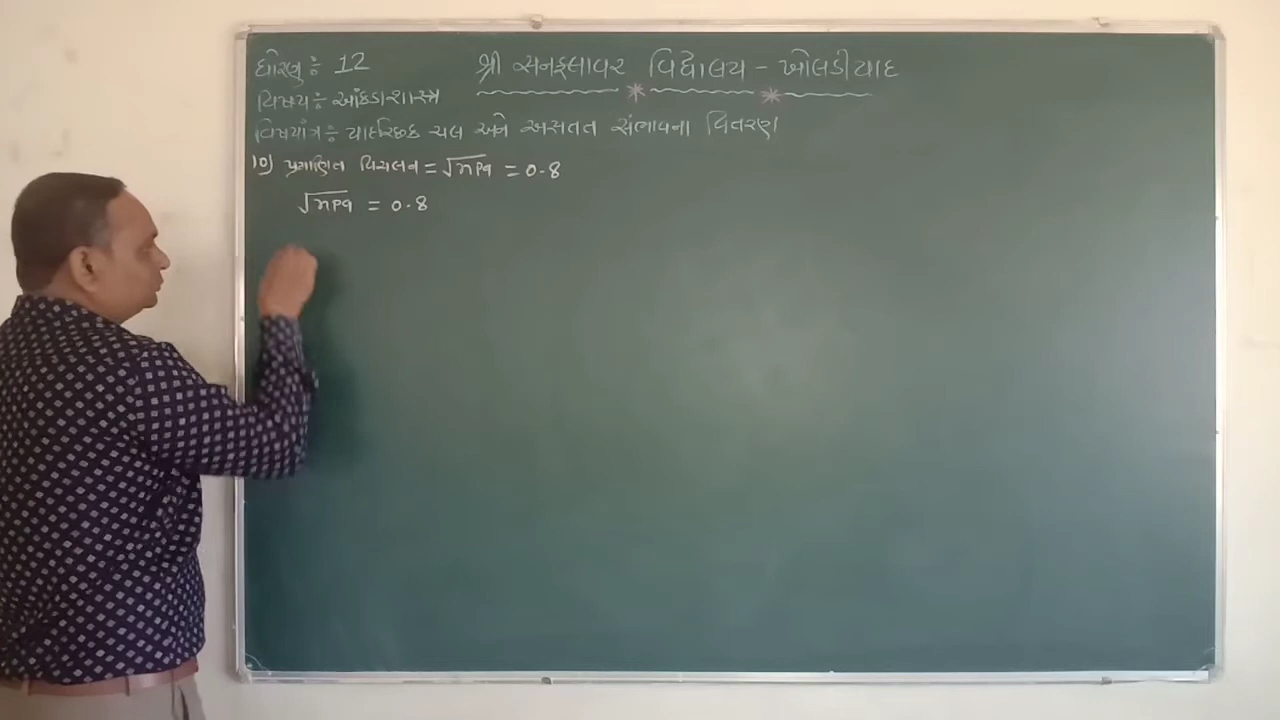 ધોરણ ÷ 12
શ્રી સનફ્લાવર વિદ્યાલય - ખોલડીયાદ
વિષય ÷ આંકડાશાસ્ત્ર
વિષયાંગ ÷ યાદચ્છિક ચલ અને અસતત સંભાવના વિતરણ
10) પ્રમાણિત વિચલન = √npq = 0.8
√npq = 0.8